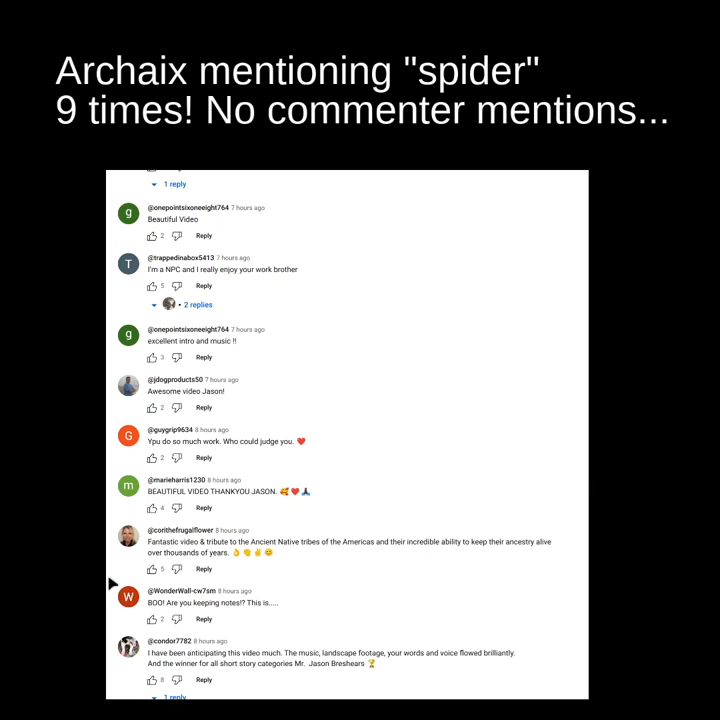 Archaix mentioning "spider"
9 times! No commenter mentions...
1 reply
@onepointsixoneeight764 7 hours ago
Beautiful Video
2 Reply
@trappedinabox5413 7 hours ago
I'm a NPC and I really enjoy your work brother
5 Reply
• 2 replies
@onepointsixoneeight764 7 hours ago
excellent intro and music !!
3 Reply
@jdogproducts50 7 hours ago
Awesome video Jason!
2 Reply
@guygrip9634 8 hours ago
Ypu do so much work. Who could judge you. ❤️
2 Reply
@marieharris1230 8 hours ago
BEAUTIFUL VIDEO THANKYOU JASON. 🥰❤️🙏
4 Reply
@corithefrugalflower 8 hours ago
Fantastic video & tribute to the Ancient Native tribes of the Americas and their incredible ability to keep their ancestry alive
over thousands of years. 👌👏✌️😊
5 Reply
@WonderWall-cw7sm 8 hours ago
BOO! Are you keeping notes!? This is.....
2 Reply
@condor7782 8 hours ago
I have been anticipating this video much. The music, landscape footage, your words and voice flowed brilliantly.
And the winner for all short story categories Mr. Jason Breshears 🏆
8 Reply
1 reply
g
T
g
G
m
W